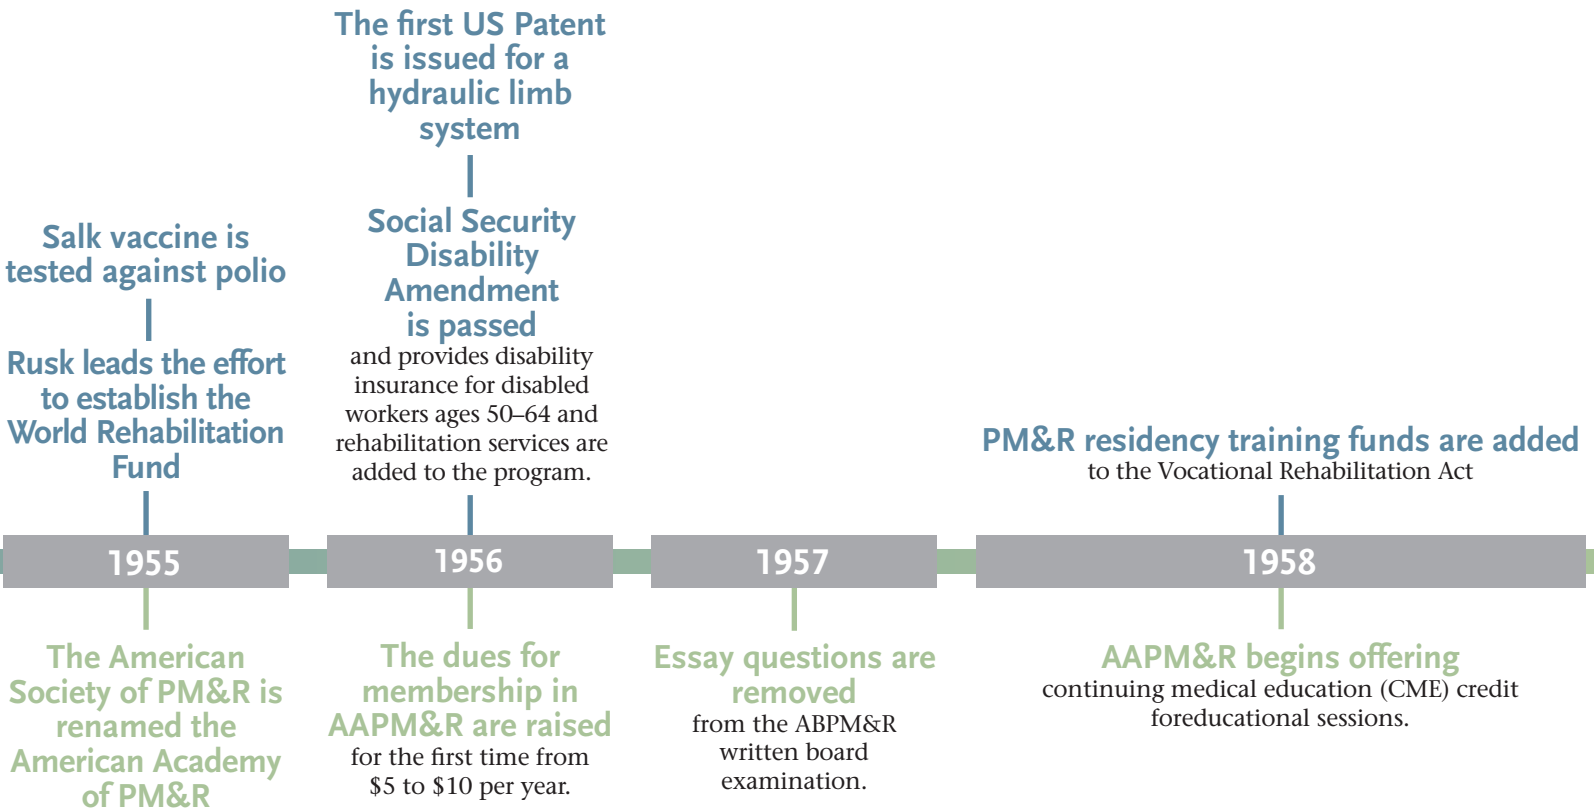 Salk vaccine is
tested against polio
Rusk leads the effort
to establish the
World Rehabilitation
Fund
1955
The American
Society of PM&R is
renamed the
American Academy
of PM&R
The first US Patent
is issued for a
hydraulic limb
system
Social Security
Disability
Amendment
is passed
and provides disability
insurance for disabled
workers ages 50–64 and
rehabilitation services are
added to the program.
1956
The dues for
membership in
AAPM&R are raised
for the first time from
$5 to $10 per year.
1957
Essay questions are
removed
from the ABPM&R
written board
examination.
PM&R residency training funds are added
to the Vocational Rehabilitation Act
1958
AAPM&R begins offering
continuing medical education (CME) credit
foreducational sessions.